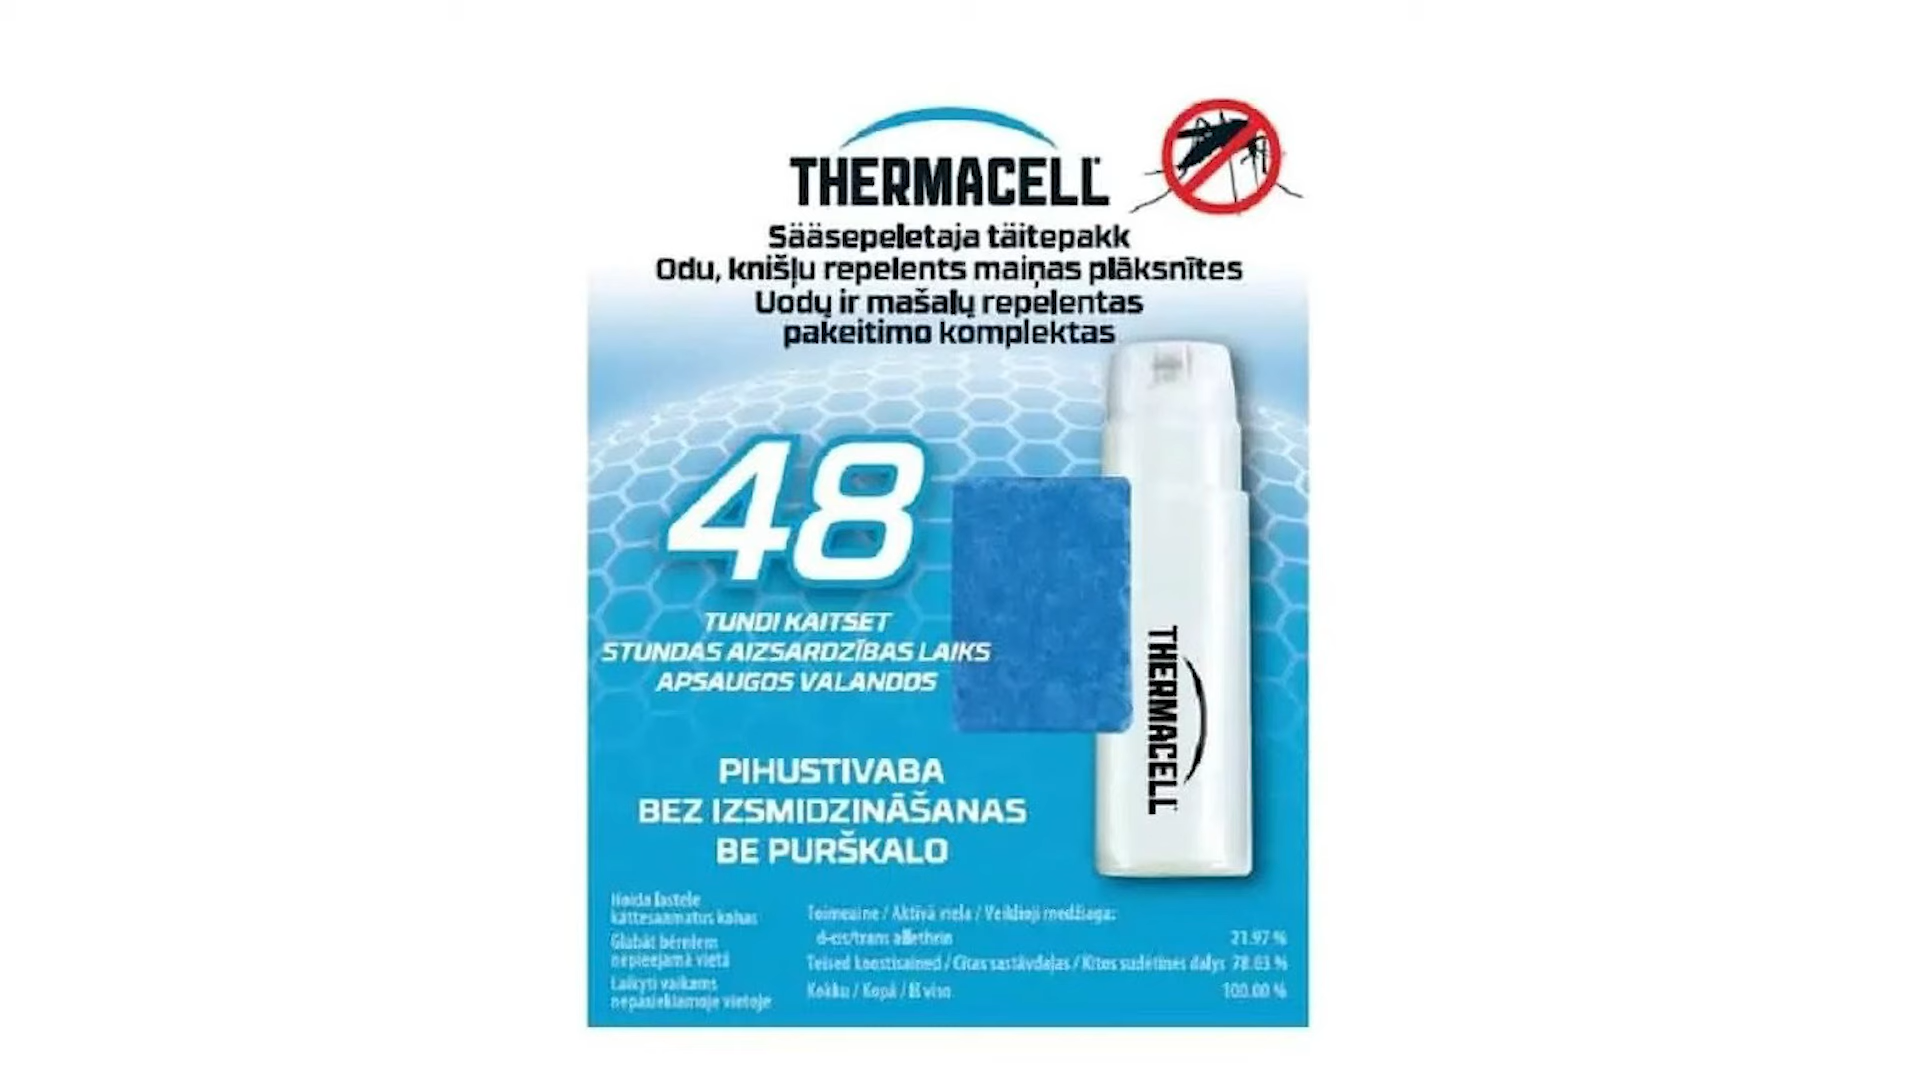 THERMACELL
Sääsepeletaja täitepakk
Odu, knišļu repelents maiņas plāksnītes
Uodų ir mašalų repelentas
pakeitimo komplektas
48
TUNDI KAITSET
STUNDAS AIZSARDZĪBAS LAIKS
APSAUGOS VALANDOS
THERMACELL
PIHUSTIVABA
BEZ IZSMIDZINĀŠANAS
BE PURŠKALO
Hoida lastele
kättesaamatus kohas
Glabāt bērniem
nepieejamā vietā
Laikyti vaikams
nepasiekiamoje vietoje
Toimeaine / Aktīvā viela / Veiklioji medžiaga:
d-cis/trans allethrin 21.97 %
Teised koostisained / Citas sastāvdaļas / Kitos sudėtinės dalys 78.03 %
Kokku / Kopā / Iš viso 100.00 %